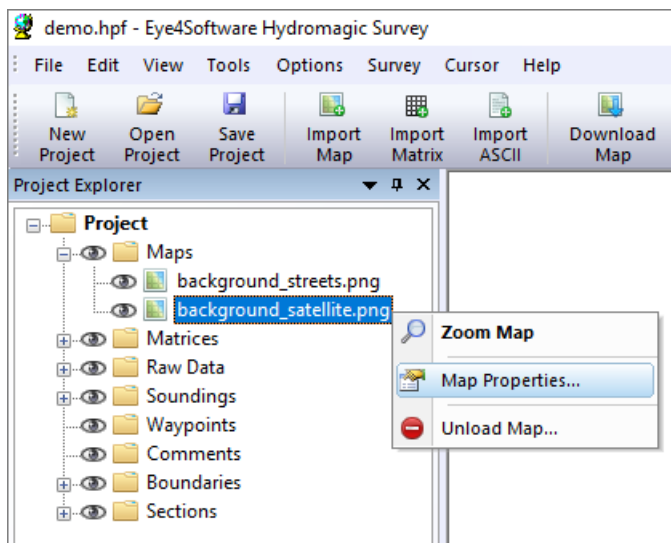 demo.hpf - Eye4Software Hydromagic Survey
File Edit View Tools Options Survey Cursor Help
New Project Open Project Save Project Import Map Import Matrix Import ASCII Download Map
Project Explorer
Project
Maps
background_streets.png
background_satellite.png
Zoom Map
Matrices
Map Properties...
Raw Data
Soundings
Unload Map...
Waypoints
Comments
Boundaries
Sections